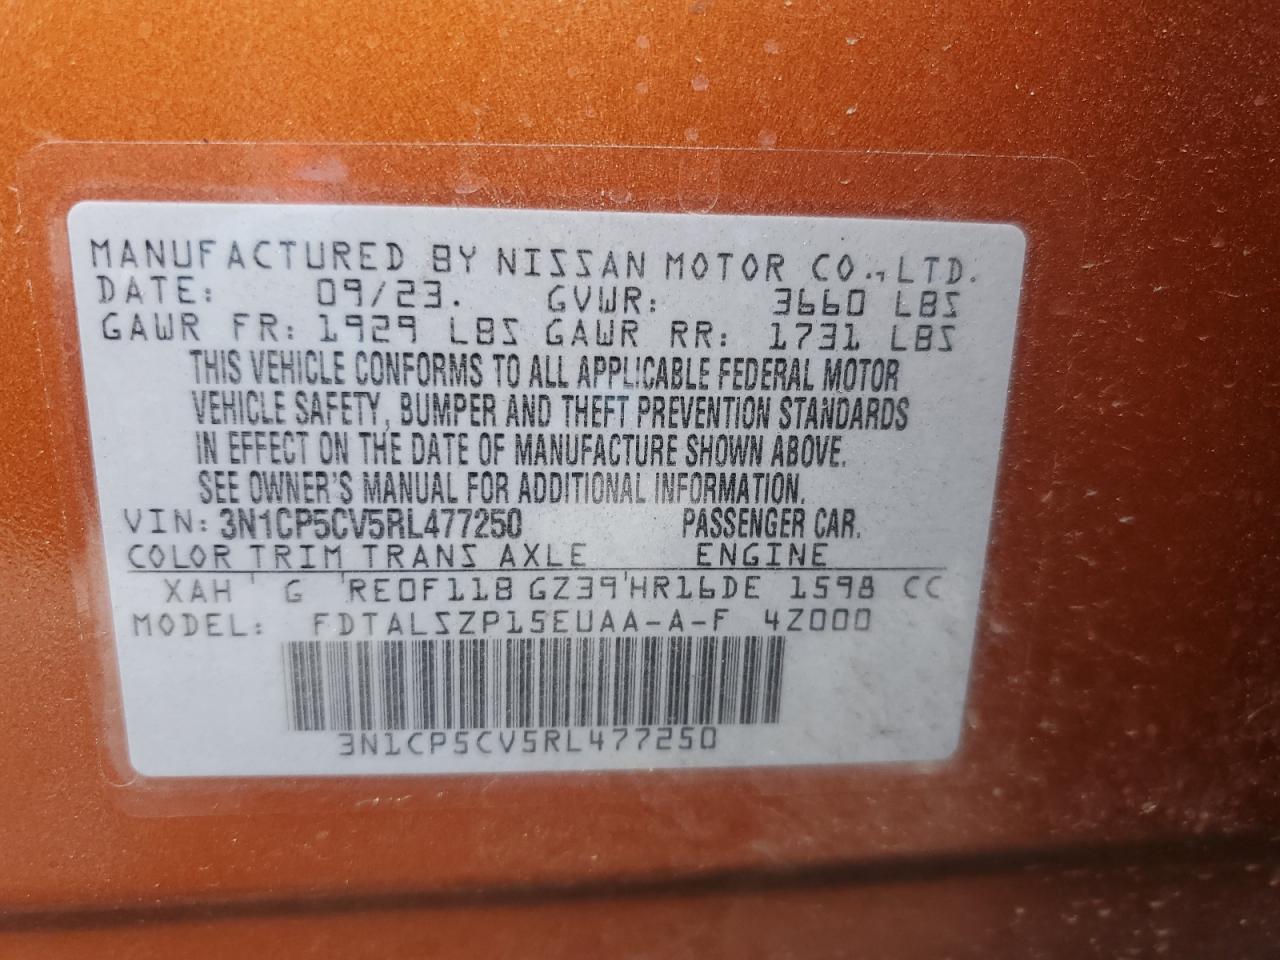 MANUFACTURED BY NISSAN MOTOR CO., LTD.
DATE: 09/23. GVWR: 3660 LBS
GAWR FR: 1929 LBS GAWR RR: 1731 LBS
THIS VEHICLE CONFORMS TO ALL APPLICABLE FEDERAL MOTOR
VEHICLE SAFETY, BUMPER AND THEFT PREVENTION STANDARDS
IN EFFECT ON THE DATE OF MANUFACTURE SHOWN ABOVE.
SEE OWNER'S MANUAL FOR ADDITIONAL INFORMATION.
VIN: 3N1CP5CV5RL477250 PASSENGER CAR.
COLOR TRIM TRANS AXLE ENGINE
XAH ' G 'RE0F11B GZ39'HR16DE 1598 CC
MODEL: FDTALSZP15EUAA-A-F 4Z000
3N1CP5CV5RL477250